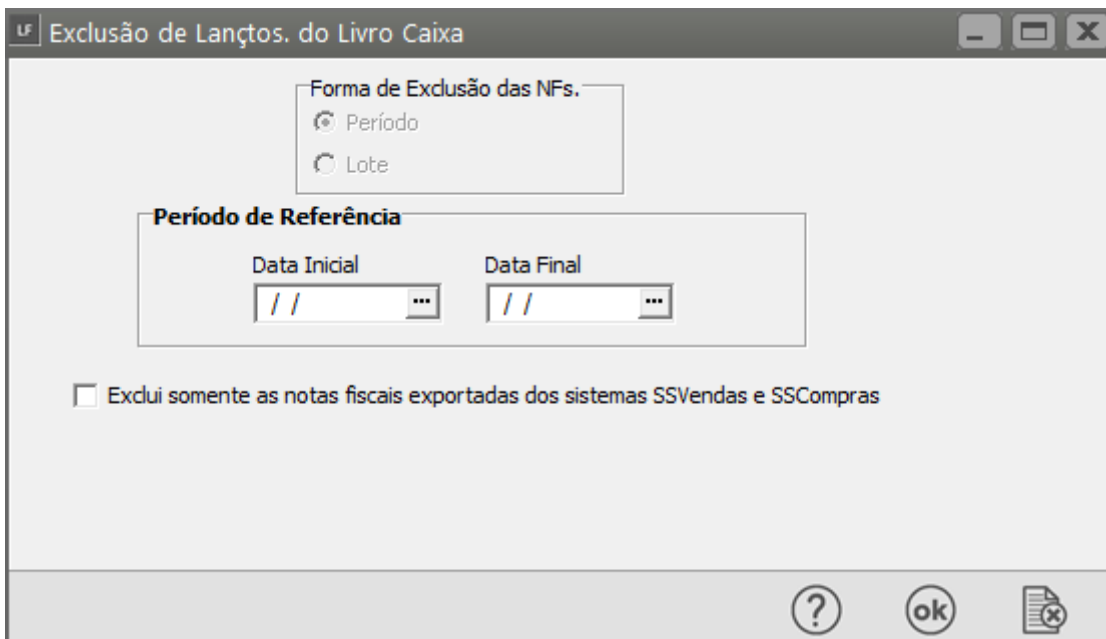 LF Exclusão de Lançtos. do Livro Caixa
Forma de Exclusão das NFs.
Período
Lote
Período de Referência
Data Inicial Data Final
/ / ... / / ...
Exclui somente as notas fiscais exportadas dos sistemas SSVendas e SSCompras
? ok